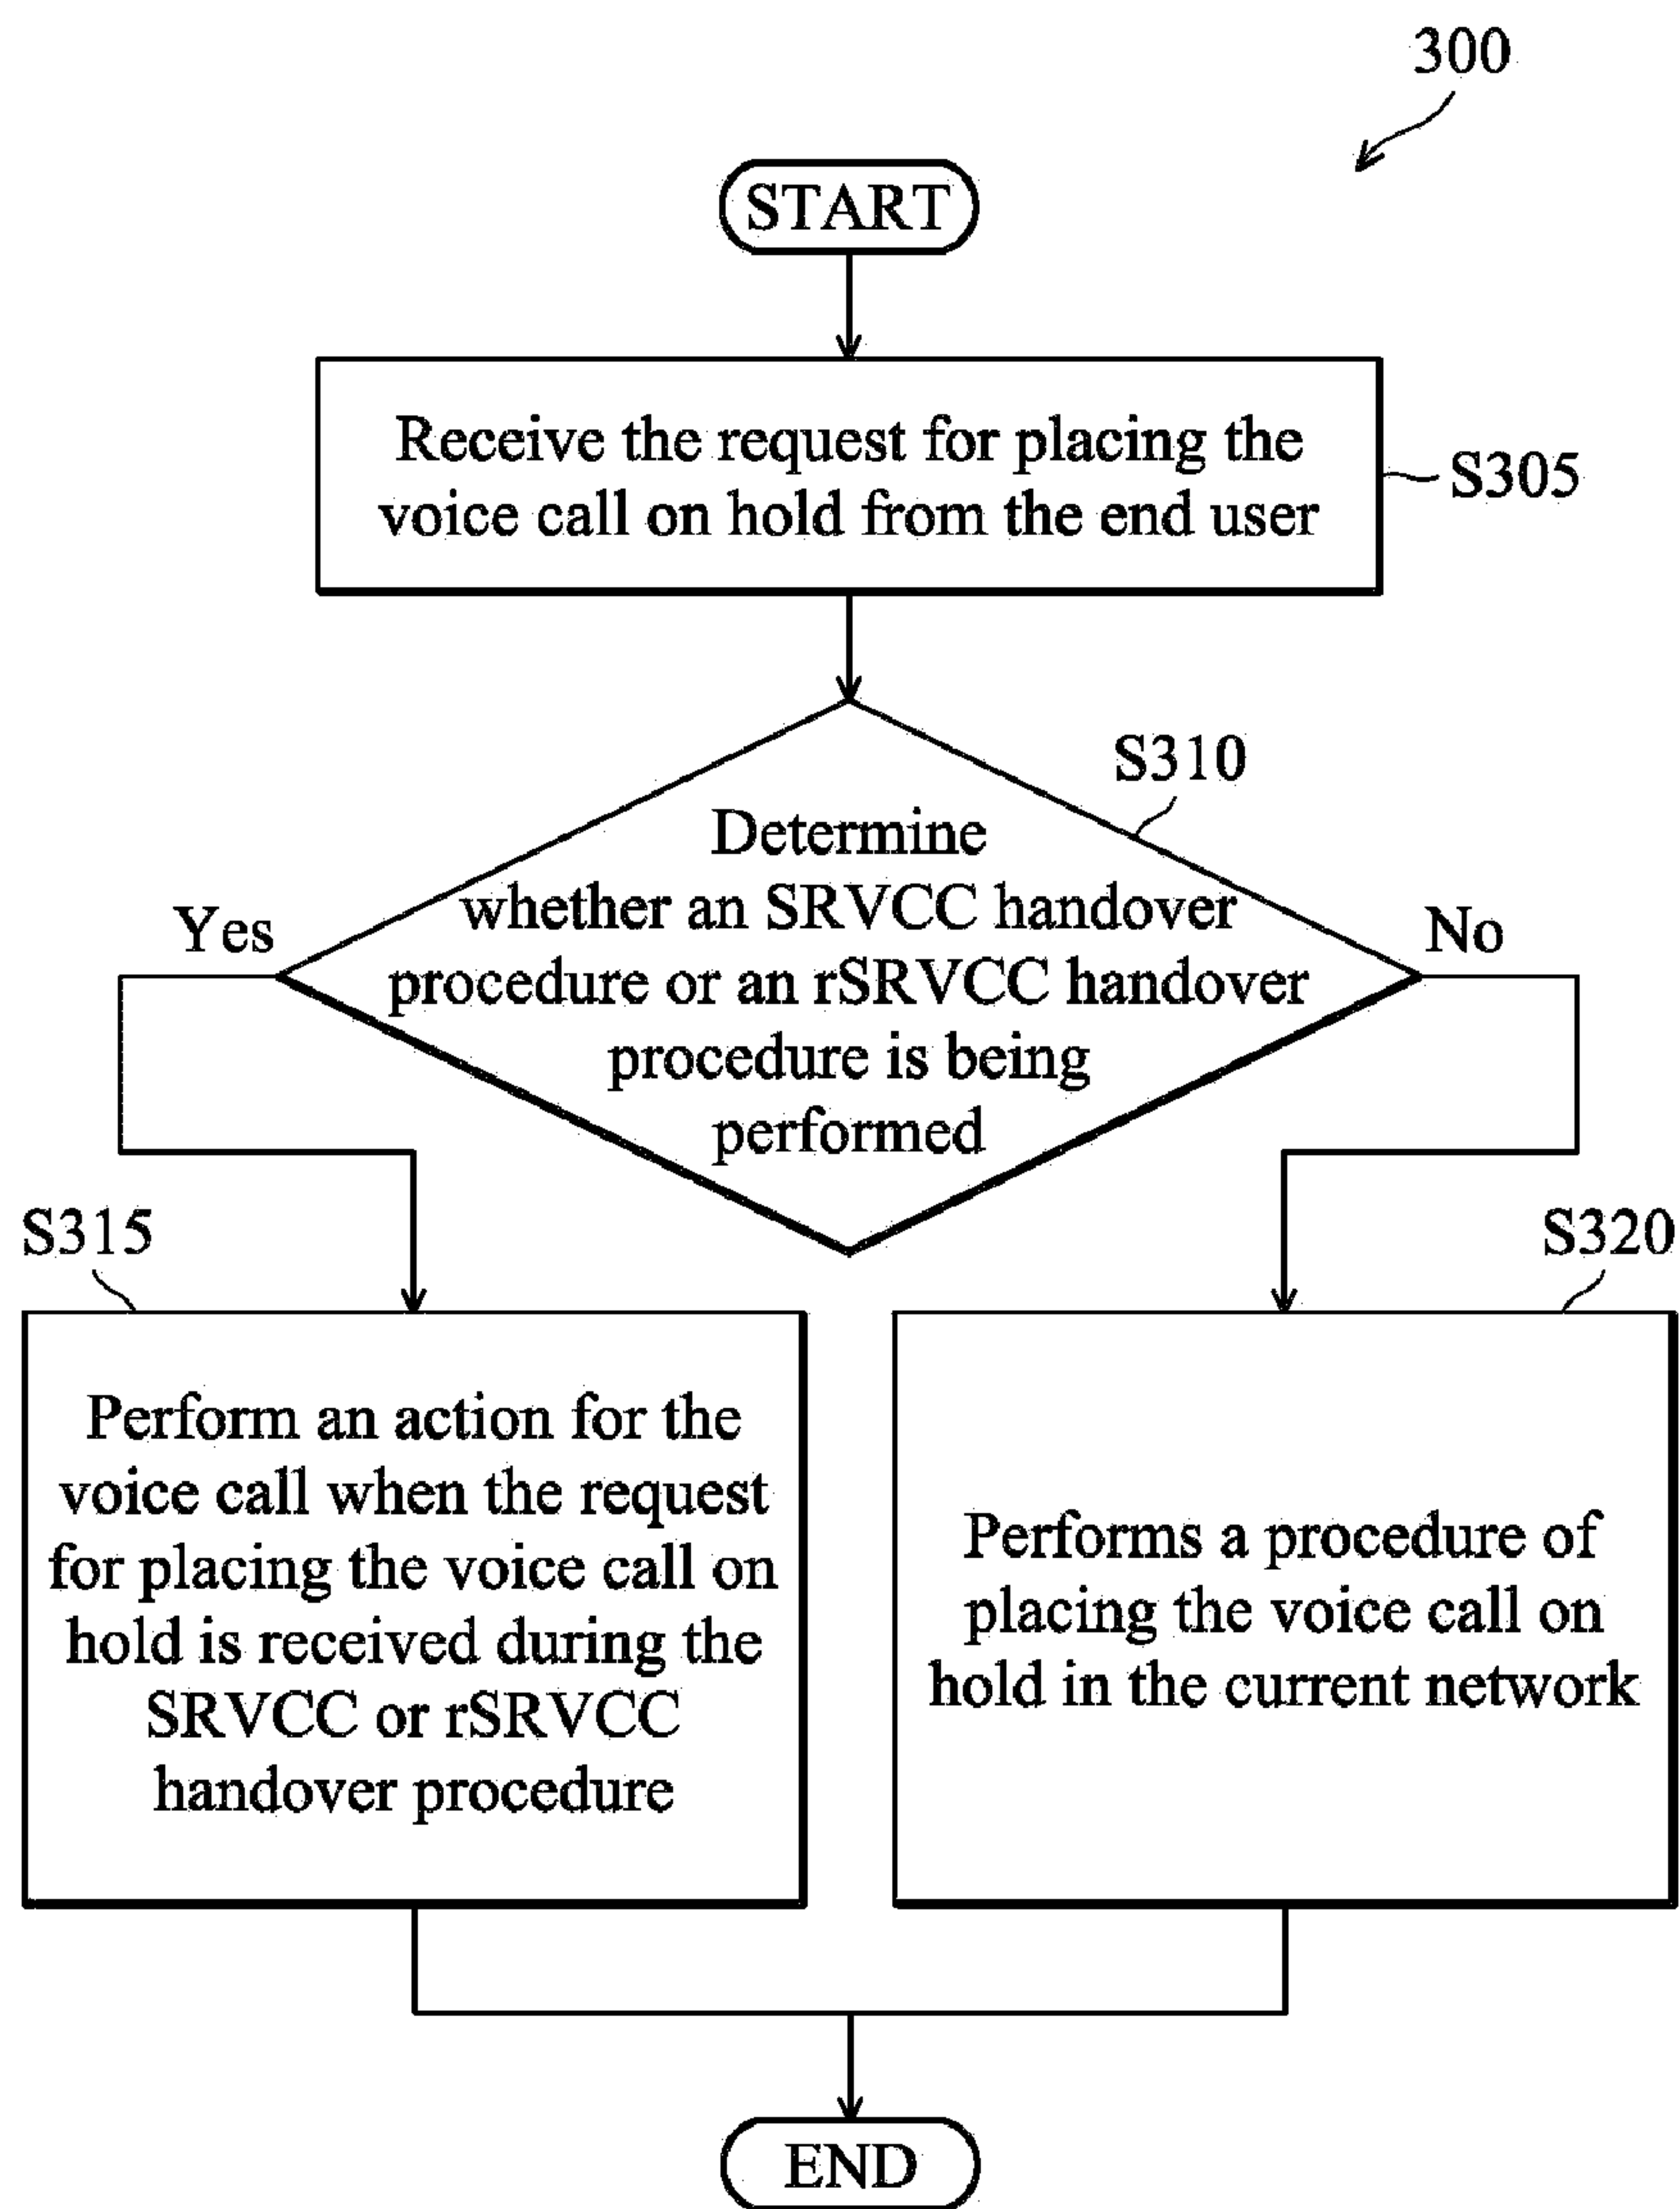 300
START
Receive the request for placing the
voice call on hold from the end user
S305
S310
Determine
whether an SRVCC handover
procedure or an rSRVCC handover
procedure is being
performed
Yes
No
S315
Perform an action for the
voice call when the request
for placing the voice call on
hold is received during the
SRVCC or rSRVCC
handover procedure
S320
Performs a procedure of
placing the voice call on
hold in the current network
END